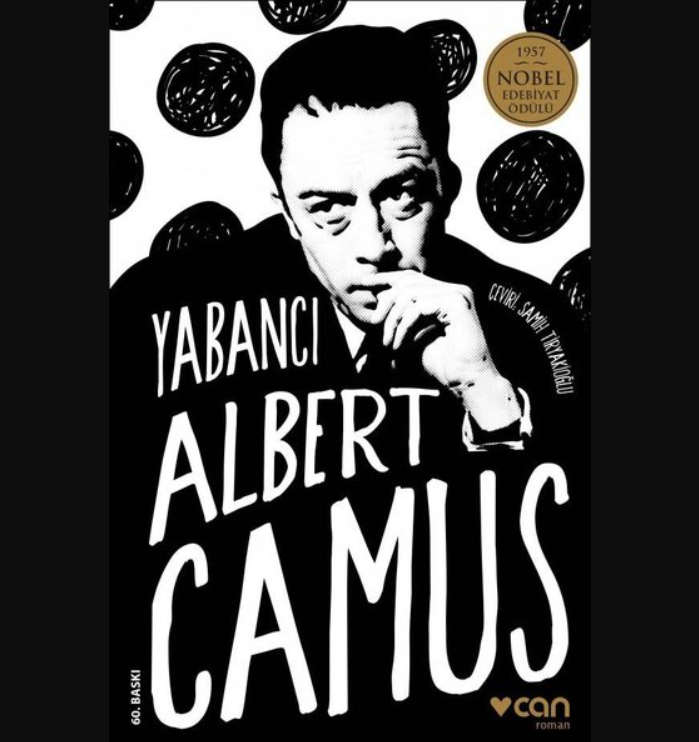 1957
NOBEL
EDEBİYAT
ÖDÜLÜ
ÇEVİRİ: SAMİH TİRYAKİOĞLU
YABANCI
ALBERT
CAMUS
60. BASKI
can
roman